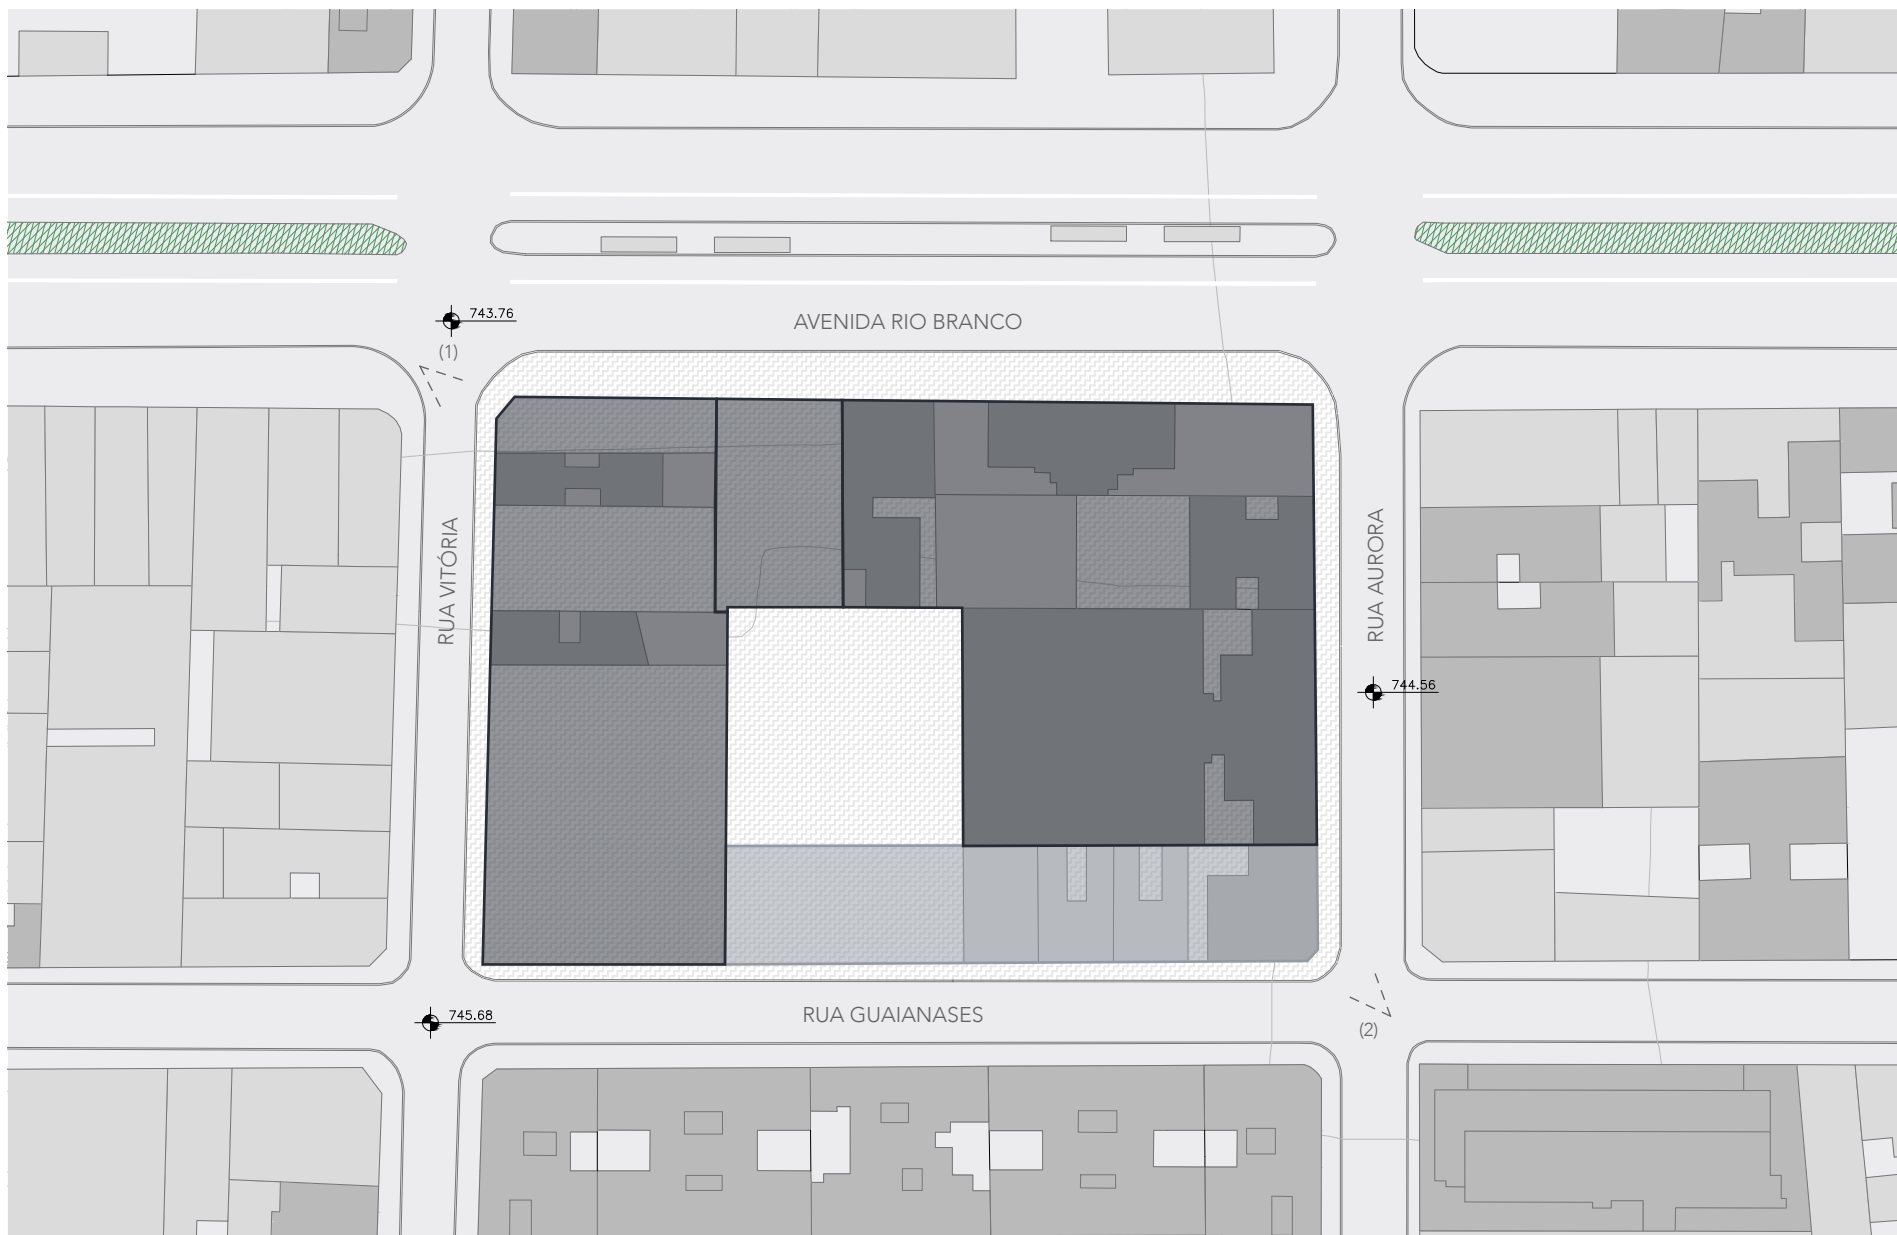 743.76
AVENIDA RIO BRANCO
(1)
RUA VITÓRIA
RUA AURORA
744.56
745.68
RUA GUAIANASES
(2)